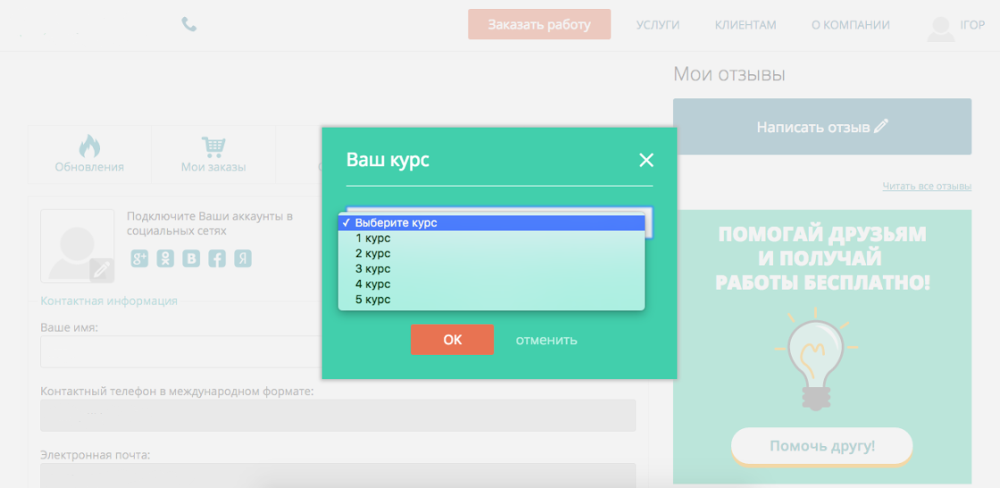 Заказать работу
УСЛУГИ
КЛИЕНТАМ
О КОМПАНИИ
ІГОР
Мои отзывы
Написать отзыв
Читать все отзывы
Обновления
Мои заказы
Подключите Ваши аккаунты в
социальных сетях
Контактная информация
Ваше имя:
Контактный телефон в международном формате:
Электронная почта:
Ваш курс
✓ Выберите курс
1 курс
2 курс
3 курс
4 курс
5 курс
OK
отменить
ПОМОГАЙ ДРУЗЬЯМ
И ПОЛУЧАЙ
РАБОТЫ БЕСПЛАТНО!
Помочь другу!